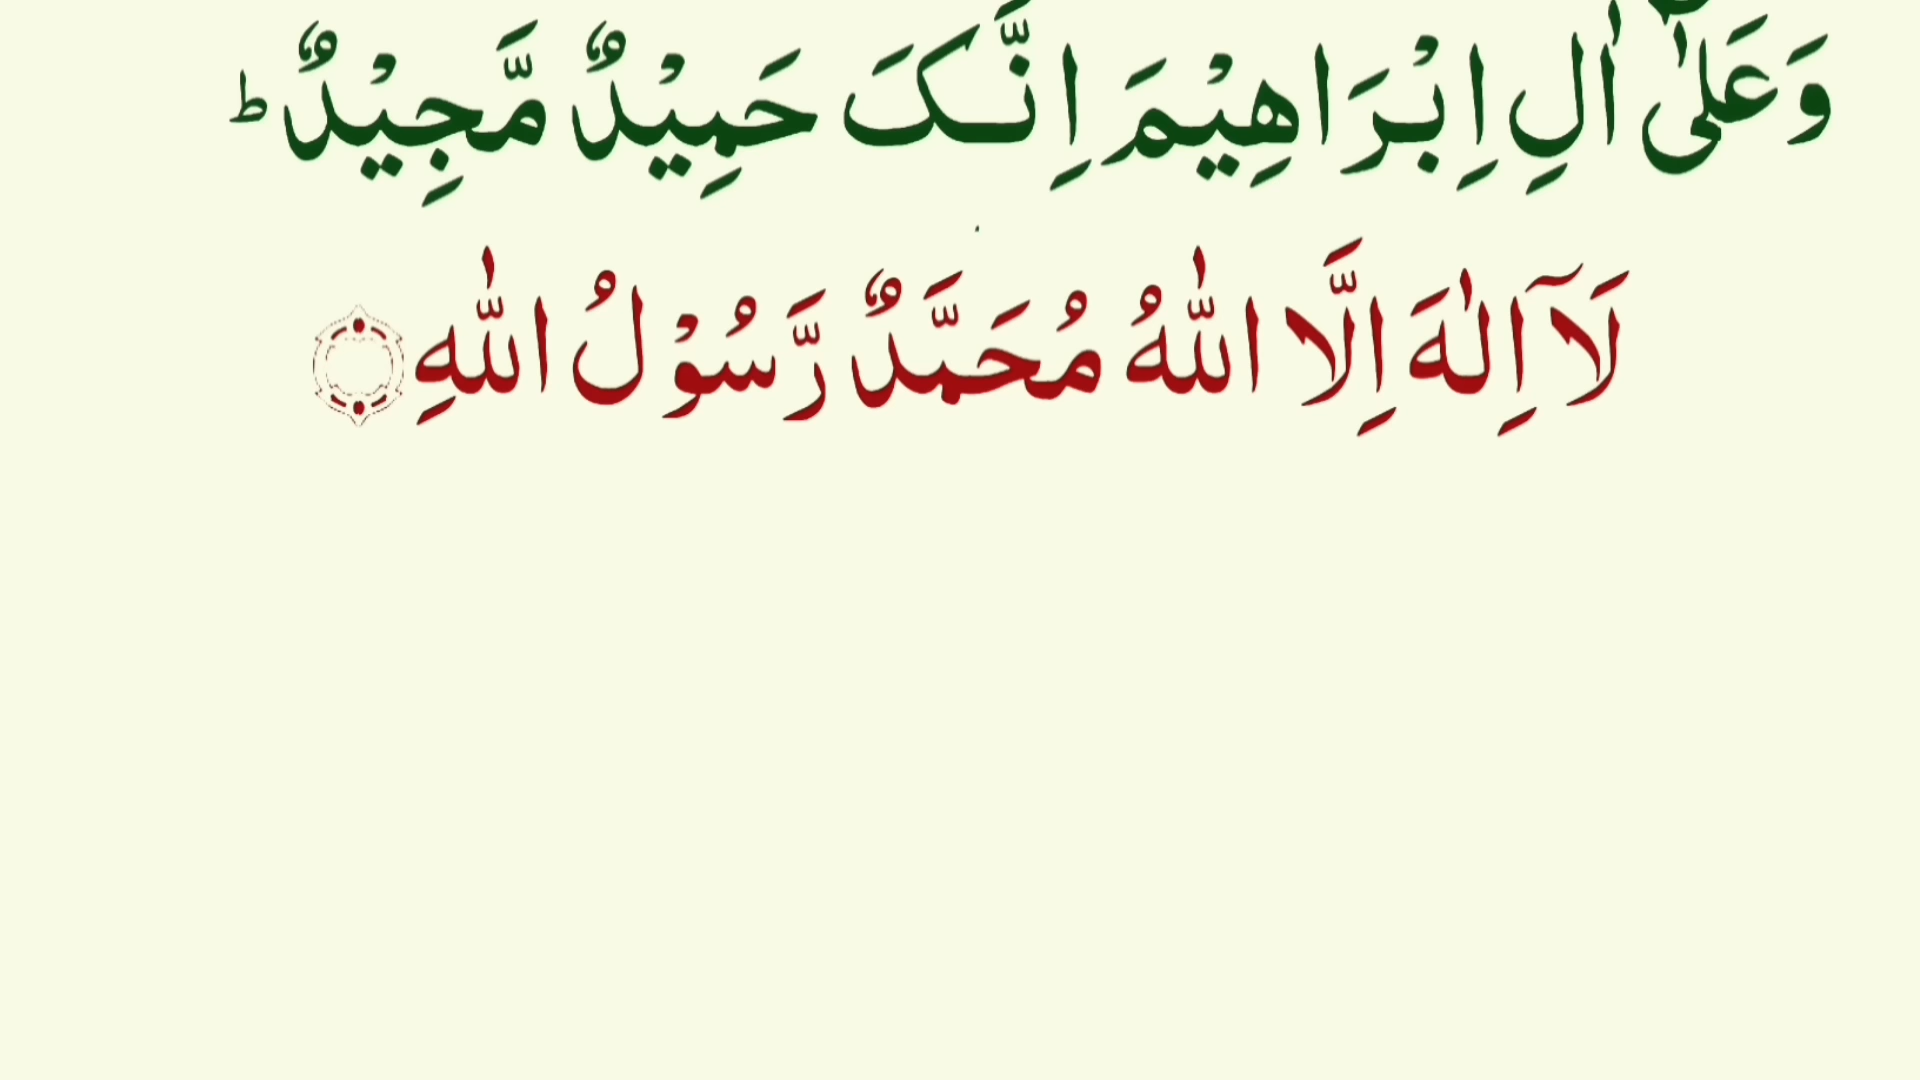 وَعَلٰۤی اٰلِ اِبْرَاهِیْمَ اِنَّکَ حَمِیْدٌ مَّجِیْدٌ ؕ
لَاۤ اِلٰهَ اِلَّا اللّٰهُ مُحَمَّدٌ رَّسُوْلُ اللّٰهِ ۝